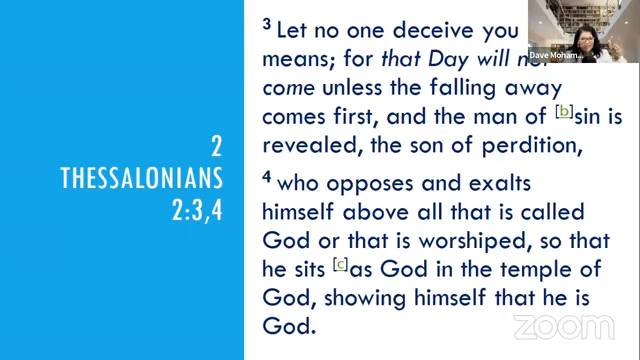 2
THESSALONIANS
2:3,4
3 Let no one deceive you
means; for that Day will
come unless the falling away
comes first, and the man of [b]sin is
revealed, the son of perdition,
4 who opposes and exalts
himself above all that is called
God or that is worshiped, so that
he sits [c]as God in the temple of
God, showing himself that he is
God.
Dave Moham...
zoom